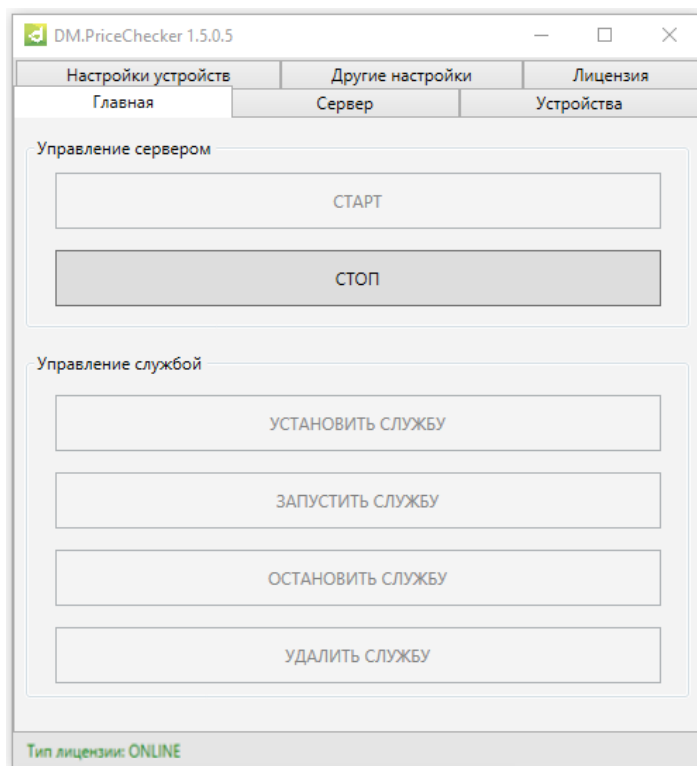 DM.PriceChecker 1.5.0.5
Настройки устройств Другие настройки Лицензия
Главная Сервер Устройства
Управление сервером
СТАРТ
СТОП
Управление службой
УСТАНОВИТЬ СЛУЖБУ
ЗАПУСТИТЬ СЛУЖБУ
ОСТАНОВИТЬ СЛУЖБУ
УДАЛИТЬ СЛУЖБУ
Тип лицензии: ONLINE